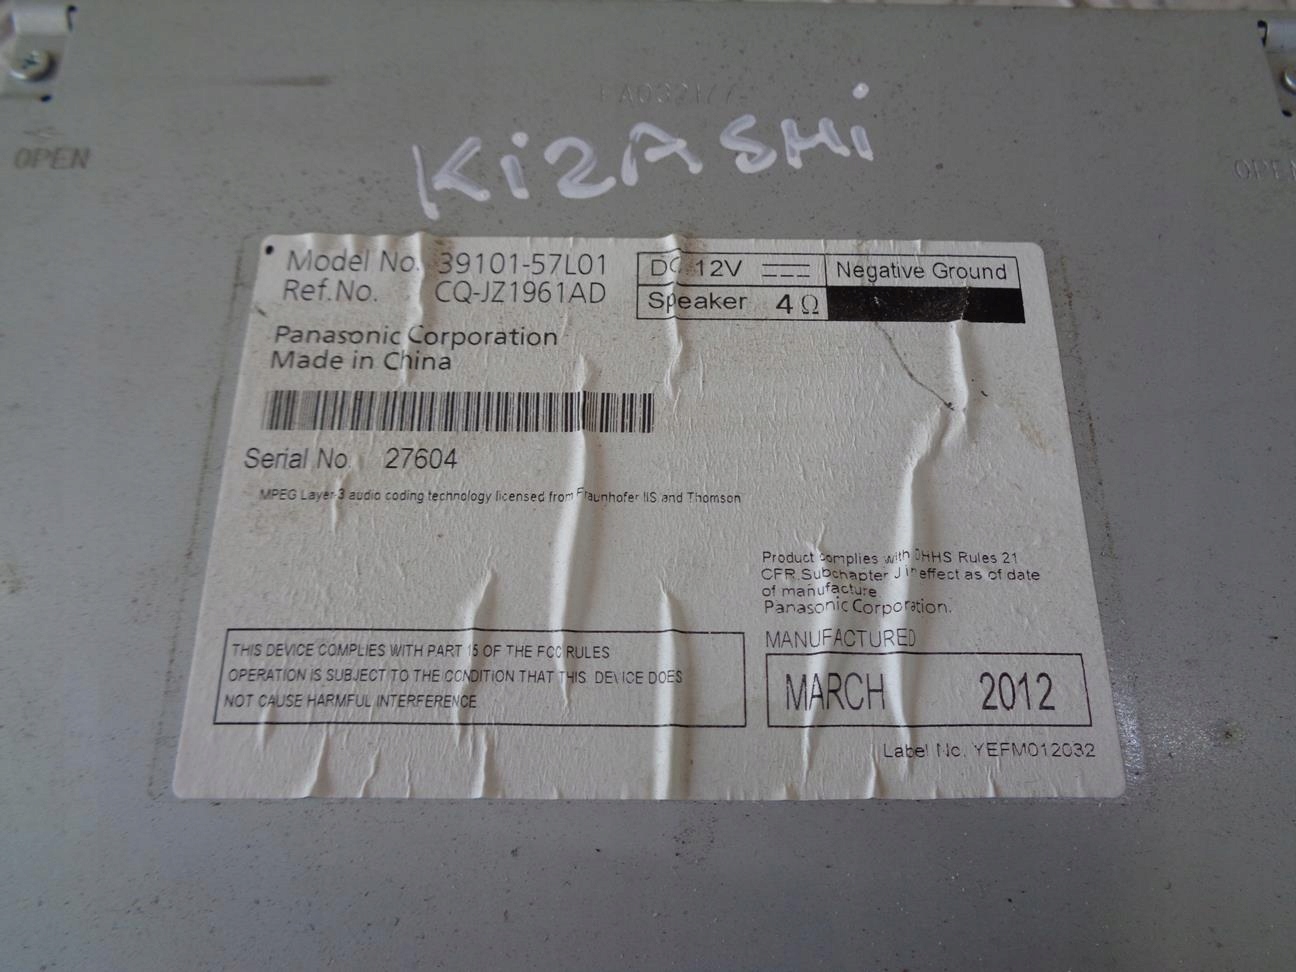 OPEN
KiZASHi
OPEN
Model No. 39101-57L01
Ref.No. CQ-JZ1961AD
DC 12V Negative Ground
Speaker 4Ω
Panasonic Corporation
Made in China
Serial No. 27604
MPEG Layer-3 audio coding technology licensed from Fraunhofer IIS and Thomson
Product complies with DHHS Rules 21
CFR Subchapter J in effect as of date
of manufacture
Panasonic Corporation.
MANUFACTURED
MARCH 2012
THIS DEVICE COMPLIES WITH PART 15 OF THE FCC RULES
OPERATION IS SUBJECT TO THE CONDITION THAT THIS DEVICE DOES
NOT CAUSE HARMFUL INTERFERENCE
Label No. YEFM012032